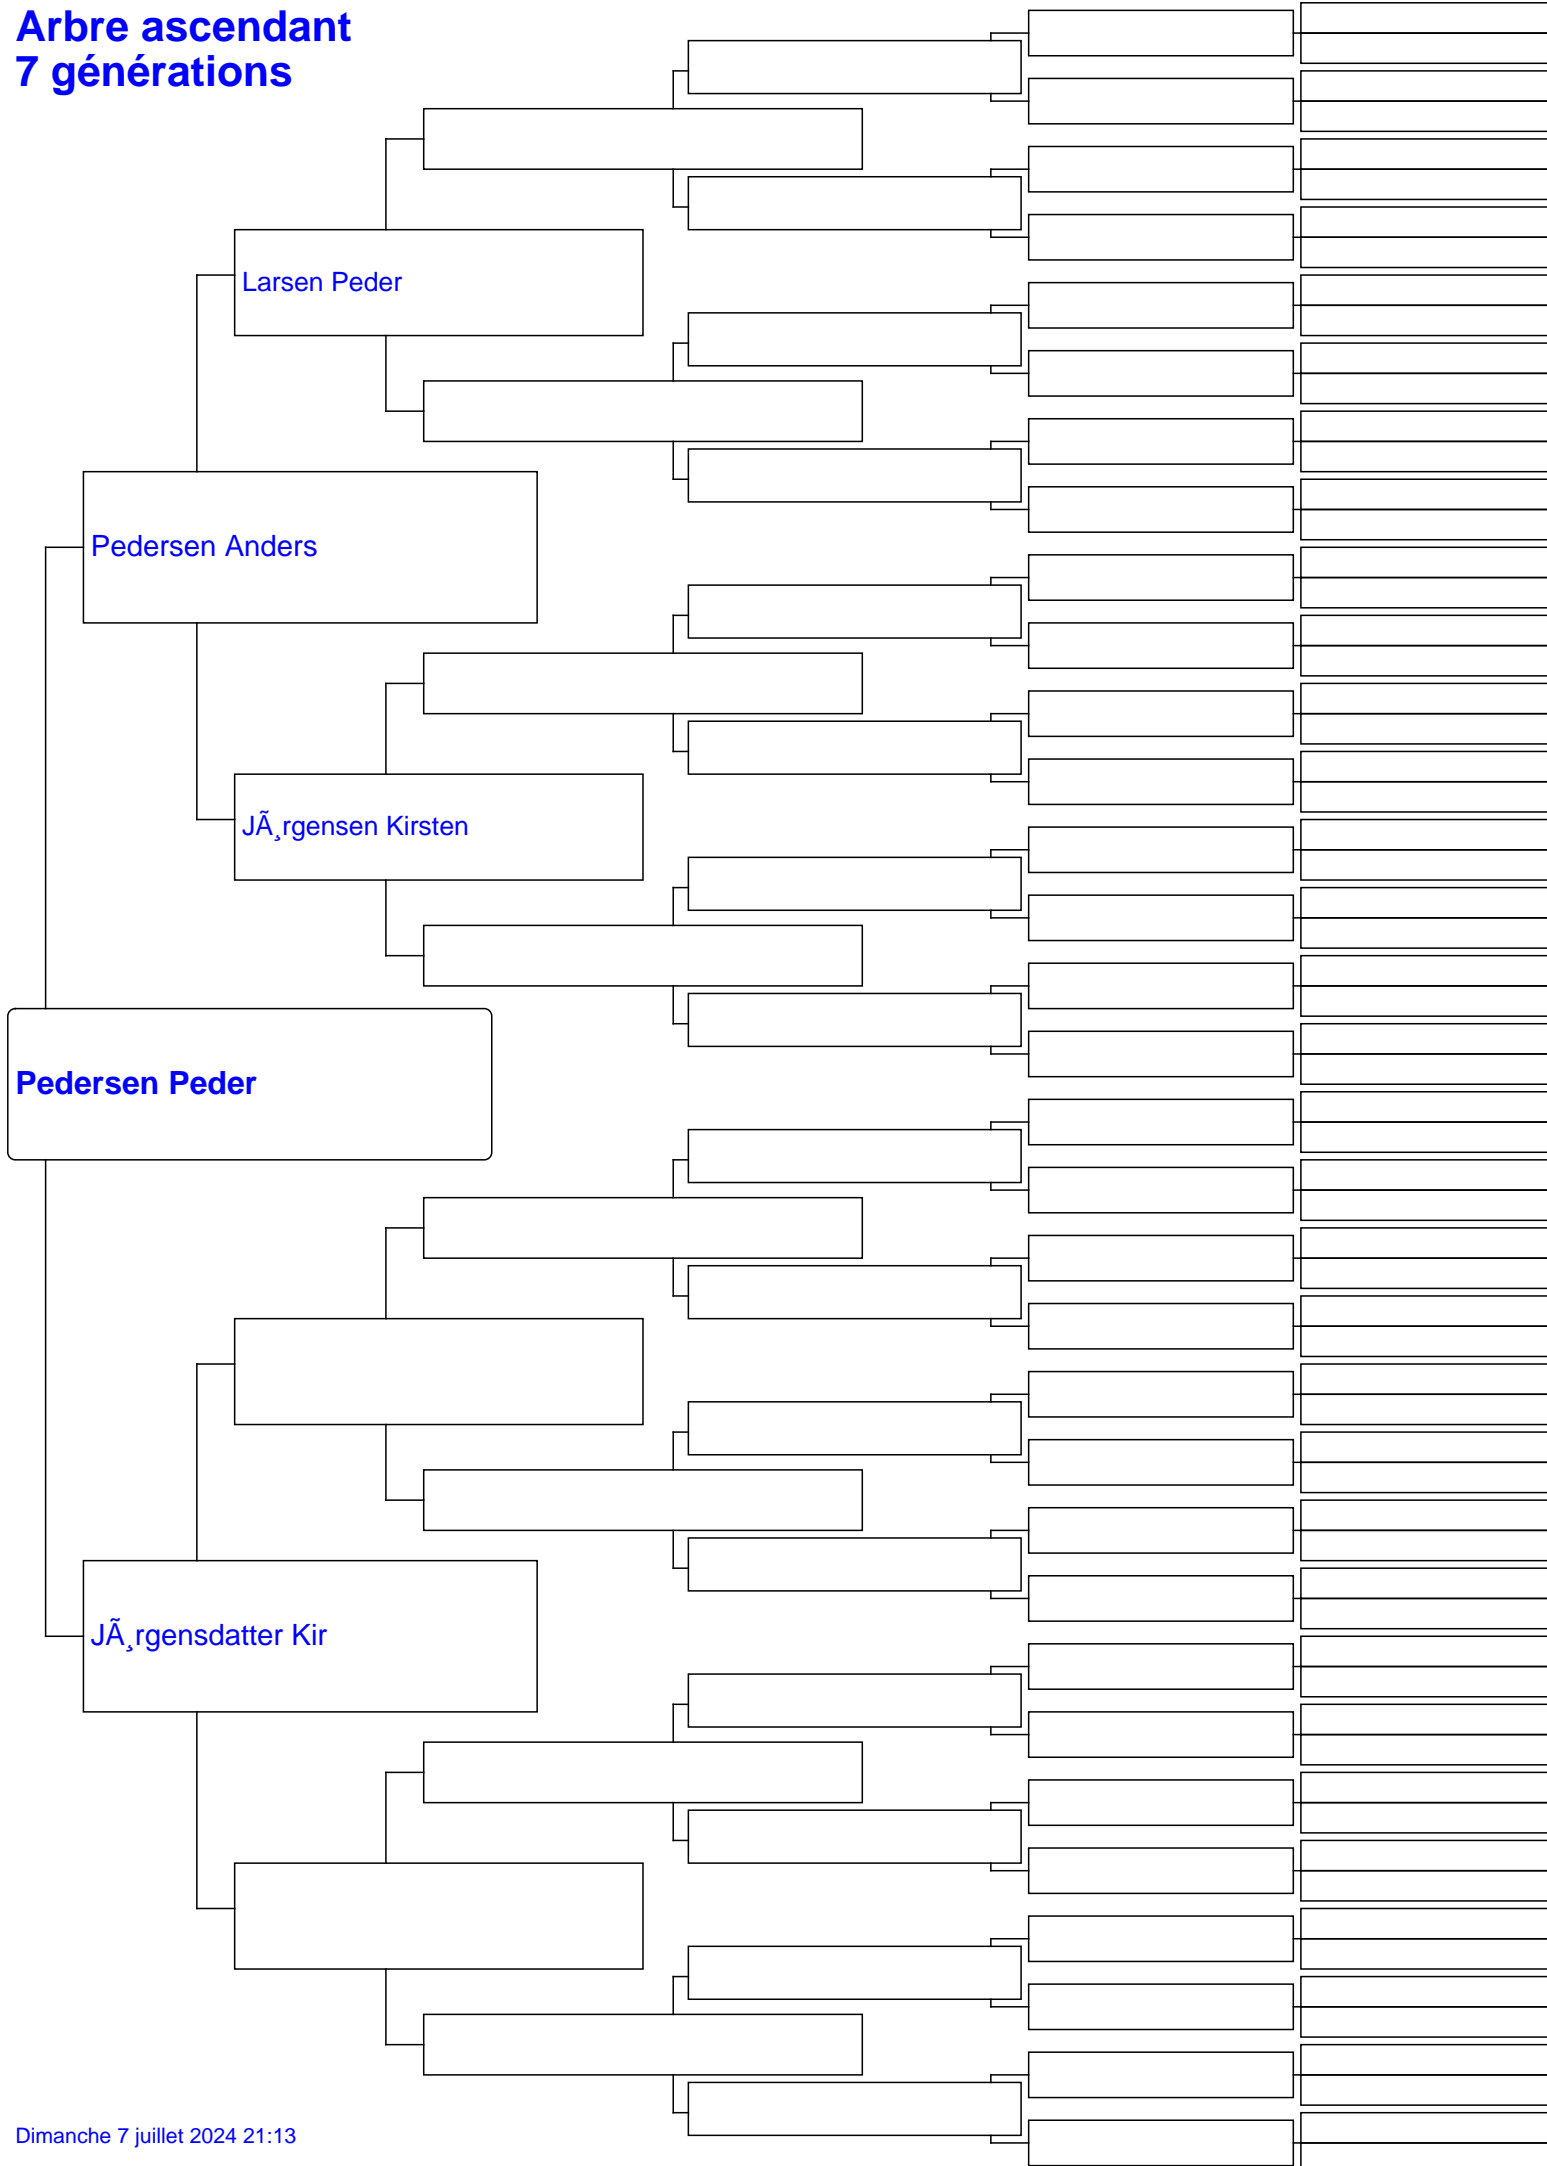 Arbre ascendant
7 générations
Larsen Peder
Pedersen Anders
JÃ¸rgensen Kirsten
Pedersen Peder
JÃ¸rgensdatter Kir
Dimanche 7 juillet 2024 21:13